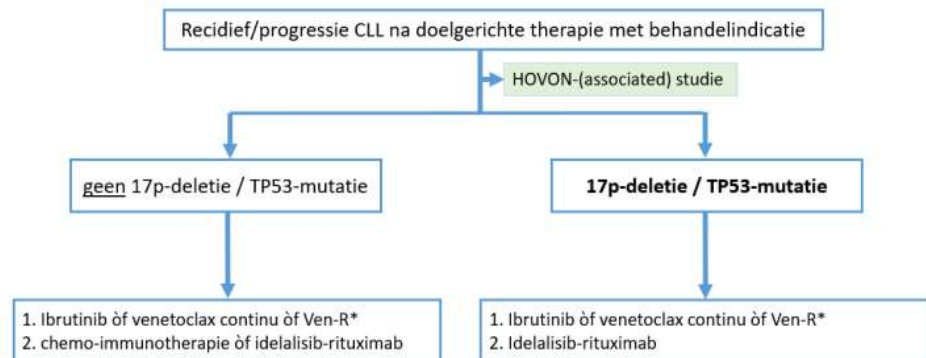 Recidief/progressie CLL na doelgerichte therapie met behandelindicatie
HOVON-(associated) studie
geen 17p-deletie / TP53-mutatie
17p-deletie / TP53-mutatie
1. Ibrutinib òf venetoclax continu òf Ven-R*
2. chemo-immunotherapie òf idelalisib-rituximab
1. Ibrutinib òf venetoclax continu òf Ven-R*
2. Idelalisib-rituximab